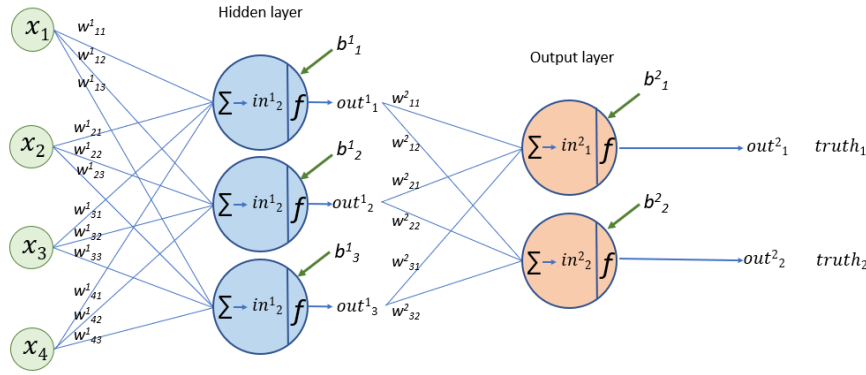 Hidden layer
Output layer
x₁
x₂
x₃
x₄
w¹₁₁
w¹₁₂
w¹₁₃
w¹₂₁
w¹₂₂
w¹₂₃
w¹₃₁
w¹₃₂
w¹₃₃
w¹₄₁
w¹₄₂
w¹₄₃
b¹₁
∑ → in¹₂ f
out¹₁
b¹₂
∑ → in¹₂ f
out¹₂
b¹₃
∑ → in¹₂ f
out¹₃
w²₁₁
w²₁₂
w²₂₁
w²₂₂
w²₃₁
w²₃₂
b²₁
∑ → in²₁ f
out²₁ truth₁
b²₂
∑ → in²₂ f
out²₂ truth₂